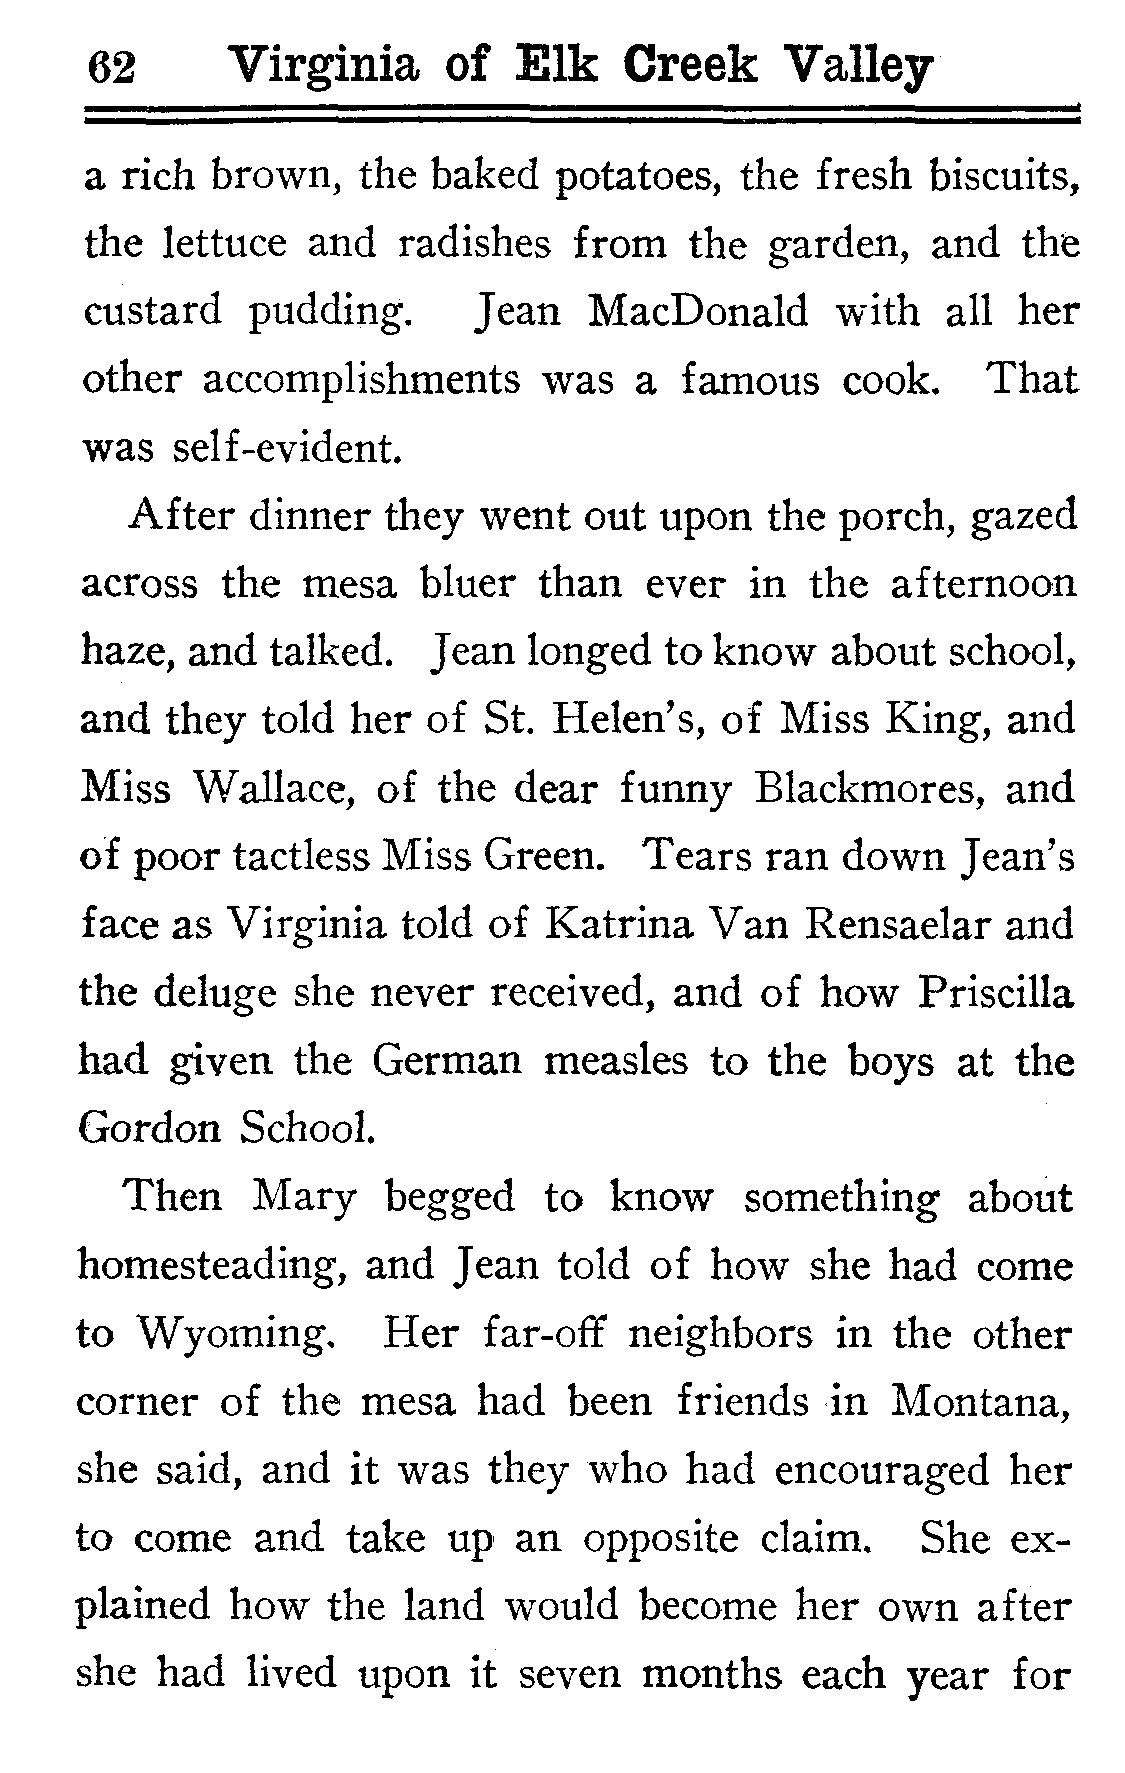 62 Virginia of Elk Creek Valley
a rich brown, the baked potatoes, the fresh biscuits,
the lettuce and radishes from the garden, and the
custard pudding. Jean MacDonald with all her
other accomplishments was a famous cook. That
was self-evident.
After dinner they went out upon the porch, gazed
across the mesa bluer than ever in the afternoon
haze, and talked. Jean longed to know about school,
and they told her of St. Helen's, of Miss King, and
Miss Wallace, of the dear funny Blackmores, and
of poor tactless Miss Green. Tears ran down Jean's
face as Virginia told of Katrina Van Rensaelar and
the deluge she never received, and of how Priscilla
had given the German measles to the boys at the
Gordon School.
Then Mary begged to know something about
homesteading, and Jean told of how she had come
to Wyoming. Her far-off neighbors in the other
corner of the mesa had been friends in Montana,
she said, and it was they who had encouraged her
to come and take up an opposite claim. She ex-
plained how the land would become her own after
she had lived upon it seven months each year for